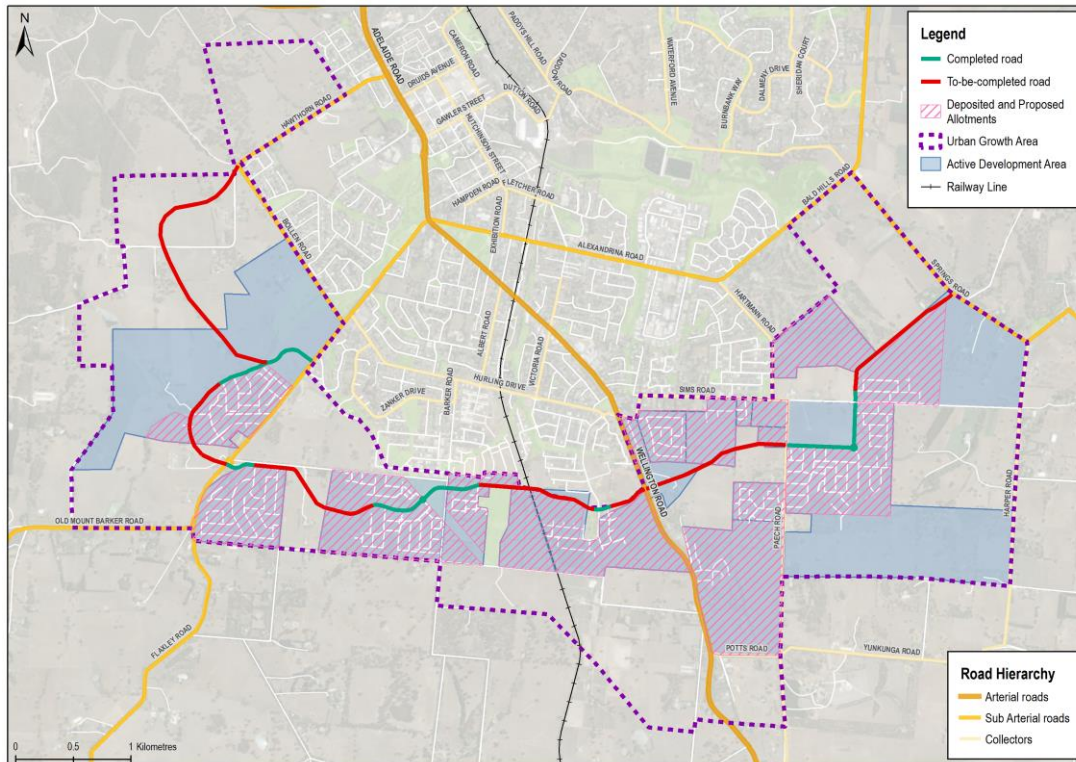 N
ADELAIDE ROAD
CAMERON ROAD
PADDYS HILL ROAD
DADDO
W ROAD
WATERFORD AVENUE
BURNBANK WAY
DALMENY DRIVE
SHERIDAN COURT
DRUIDS AVENUE
DUTTON ROAD
HAWTHORN ROAD
GAWLER STREET
HUTCHINSON STREET
HAMPDEN ROAD
FLETCHER ROAD
EXHIBITION ROAD
BALD HILLS ROAD
BOLLEN ROAD
ALEXANDRINA ROAD
SPRINGS ROAD
HARTMANN ROAD
ALBERT ROAD
VICTORIA ROAD
HURLING DRIVE
ZANKER DRIVE
BARKER ROAD
SIMS ROAD
WELLINGTON ROAD
PAECH ROAD
HARPER ROAD
OLD MOUNT BARKER ROAD
FLAXLEY ROAD
POTTS ROAD
YUNKUNGA ROAD
Legend
Completed road
To-be-completed road
Deposited and Proposed
Allotments
Urban Growth Area
Active Development Area
Railway Line
Road Hierarchy
Arterial roads
Sub Arterial roads
Collectors
0 0.5 1 Kilometres